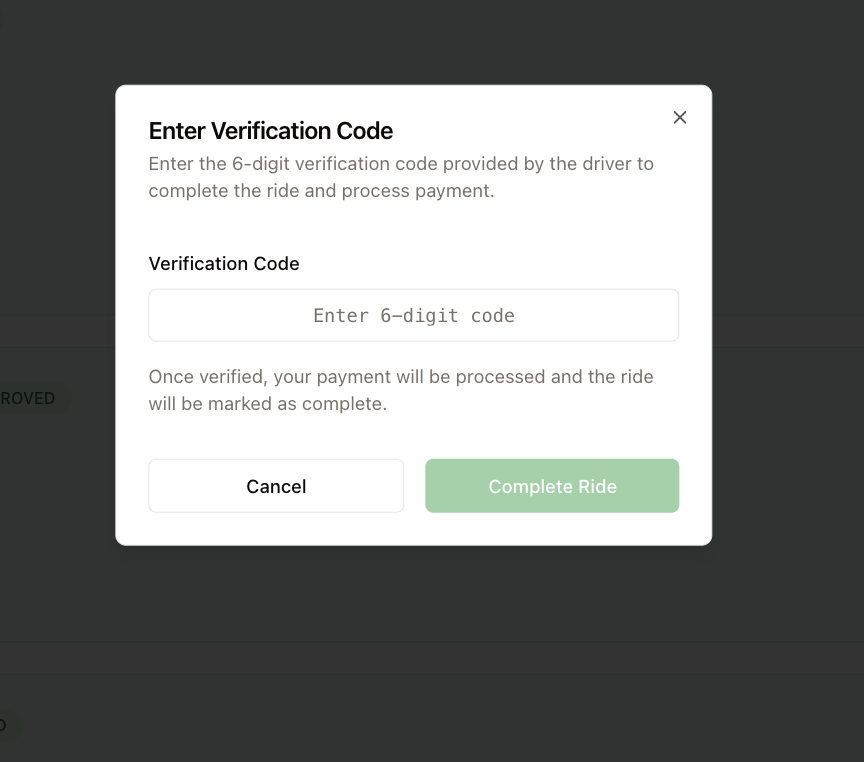 Enter Verification Code
Enter the 6-digit verification code provided by the driver to
complete the ride and process payment.
Verification Code
Enter 6-digit code
ROVED
Once verified, your payment will be processed and the ride
will be marked as complete.
Cancel
Complete Ride